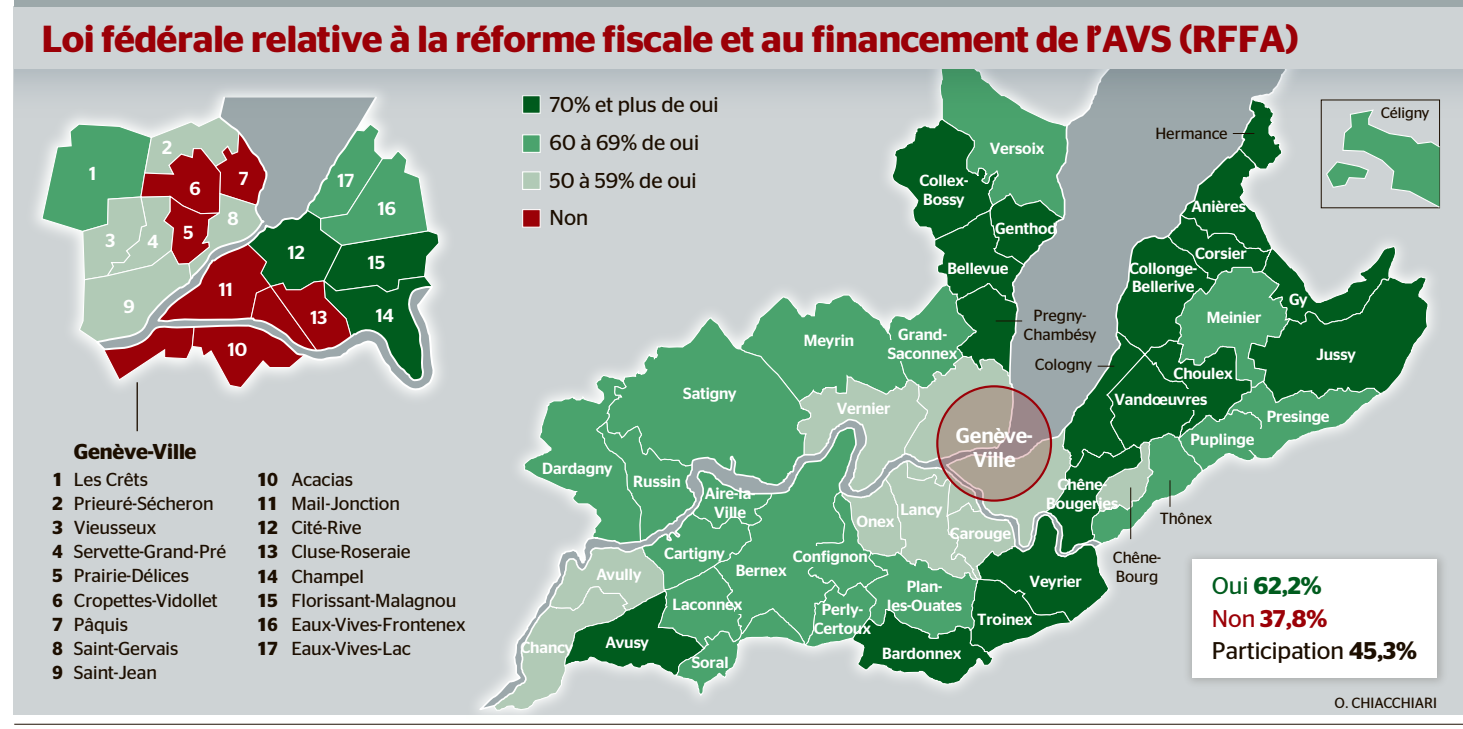 Loi fédérale relative à la réforme fiscale et au financement de l'AVS (RFFA)
70% et plus de oui
60 à 69% de oui
50 à 59% de oui
Non
1
2
3
4
5
6
7
8
9
10
11
12
13
14
15
16
17
Genève-Ville
1 Les Crêts
2 Prieuré-Sécheron
3 Vieusseux
4 Servette-Grand-Pré
5 Prairie-Délices
6 Cropettes-Vidollet
7 Pâquis
8 Saint-Gervais
9 Saint-Jean
10 Acacias
11 Mail-Jonction
12 Cité-Rive
13 Cluse-Roseraie
14 Champel
15 Florissant-Malagnou
16 Eaux-Vives-Frontenex
17 Eaux-Vives-Lac
Céligny
Hermance
Versoix
Collex-
Bossy
Genthod
Bellevue
Anières
Corsier
Collonge-
Bellerive
Gy
Meinier
Jussy
Pregny-
Chambésy
Cologny
Choulex
Vandœuvres
Presinge
Puplinge
Meyrin
Grand-
Saconnex
Satigny
Vernier
Genève-
Ville
Dardagny
Russin
Aire-la
Ville
Chêne-
Bougeries
Thônex
Chêne-
Bourg
Onex
Lancy
Carouge
Cartigny
Confignon
Bernex
Avully
Laconnex
Perly-
Certoux
Plan-
les-Ouates
Veyrier
Troinex
Bardonnex
Chancy
Avusy
Soral
Oui 62,2%
Non 37,8%
Participation 45,3%
O. CHIACCHIARI